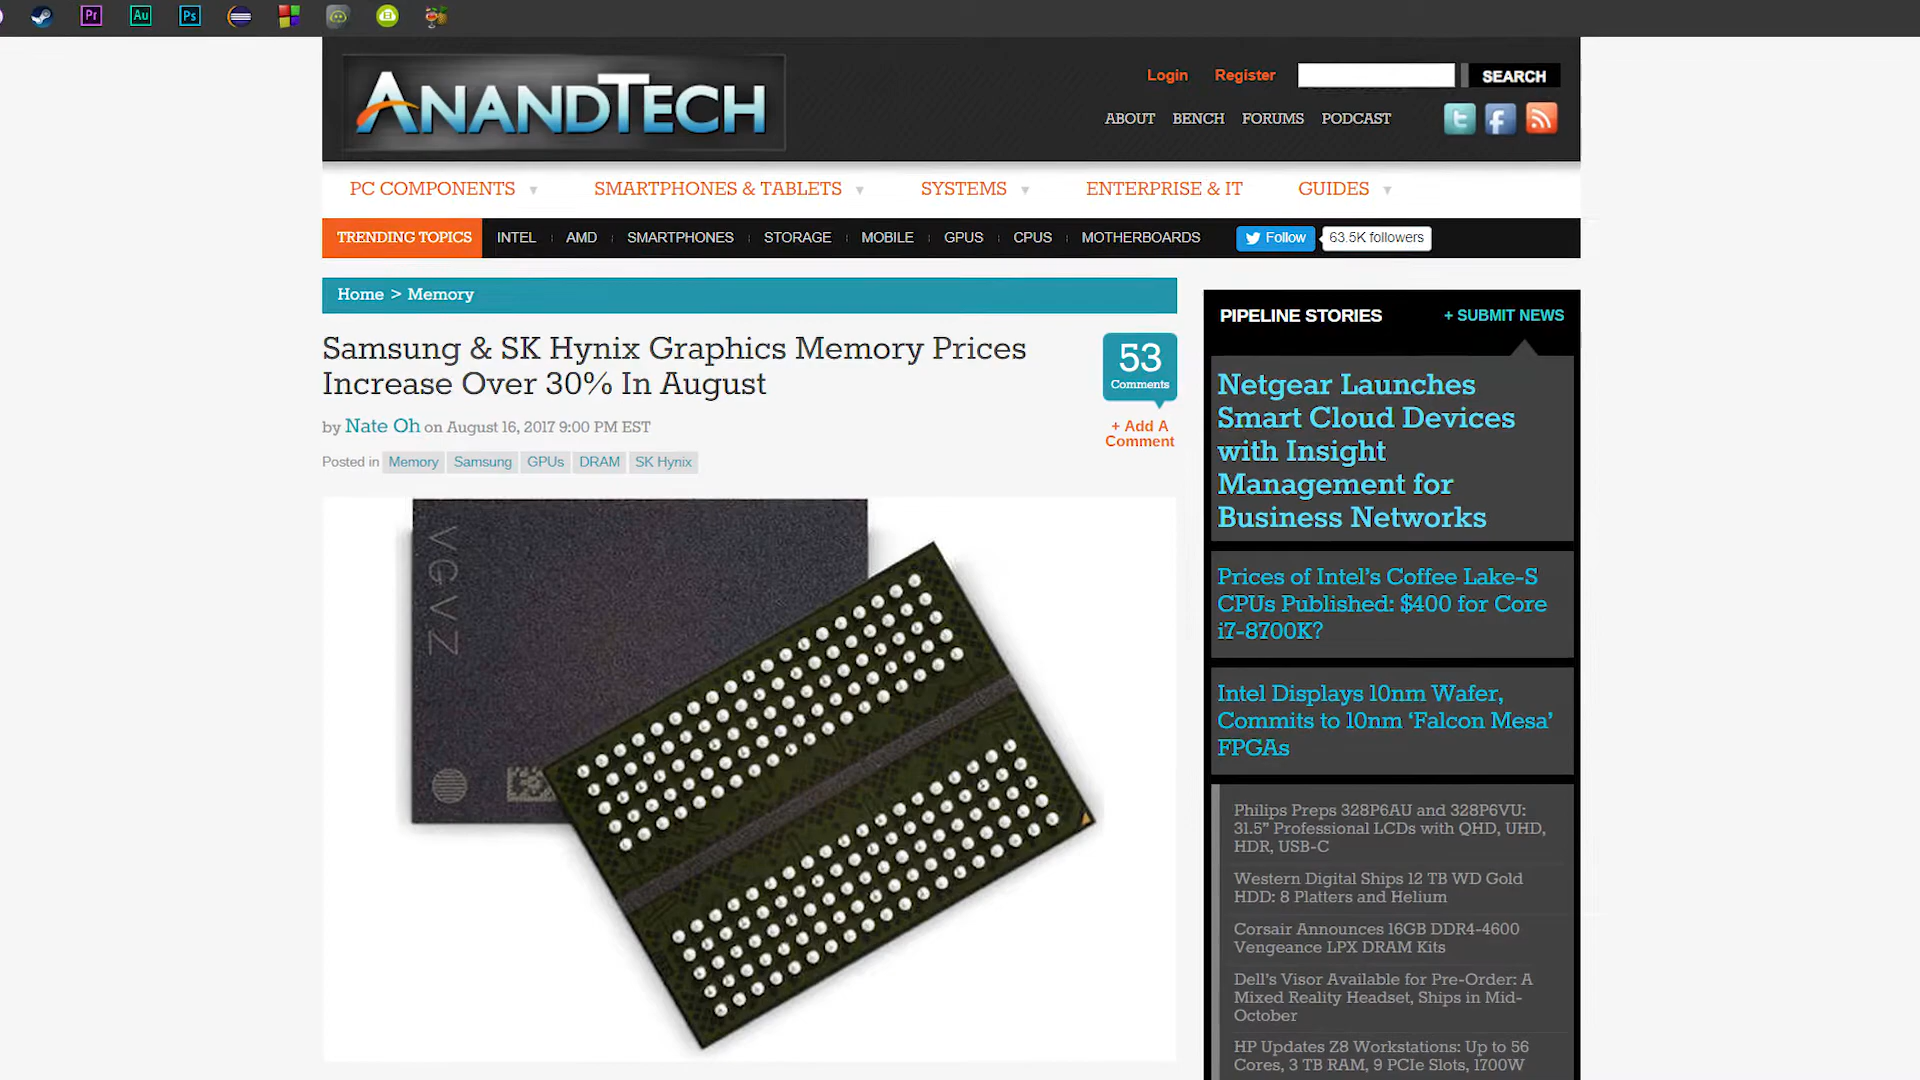 Pr Au Ps
ANANDTECH
Login Register SEARCH
ABOUT BENCH FORUMS PODCAST
PC COMPONENTS SMARTPHONES & TABLETS SYSTEMS ENTERPRISE & IT GUIDES
TRENDING TOPICS INTEL AMD SMARTPHONES STORAGE MOBILE GPUS CPUS MOTHERBOARDS Follow 63.5K followers
Home > Memory
Samsung & SK Hynix Graphics Memory Prices
Increase Over 30% In August
53
Comments
+ Add A
Comment
by Nate Oh on August 16, 2017 9:00 PM EST
Posted in Memory Samsung GPUs DRAM SK Hynix
VGVZ
PIPELINE STORIES + SUBMIT NEWS
Netgear Launches
Smart Cloud Devices
with Insight
Management for
Business Networks
Prices of Intel's Coffee Lake-S
CPUs Published: $400 for Core
i7-8700K?
Intel Displays 10nm Wafer,
Commits to 10nm ‘Falcon Mesa’
FPGAs
Philips Preps 328P6AU and 328P6VU:
31.5” Professional LCDs with QHD, UHD,
HDR, USB-C
Western Digital Ships 12 TB WD Gold
HDD: 8 Platters and Helium
Corsair Announces 16GB DDR4-4600
Vengeance LPX DRAM Kits
Dell's Visor Available for Pre-Order: A
Mixed Reality Headset, Ships in Mid-
October
HP Updates Z8 Workstations: Up to 56
Cores, 3 TB RAM, 9 PCIe Slots, 1700W